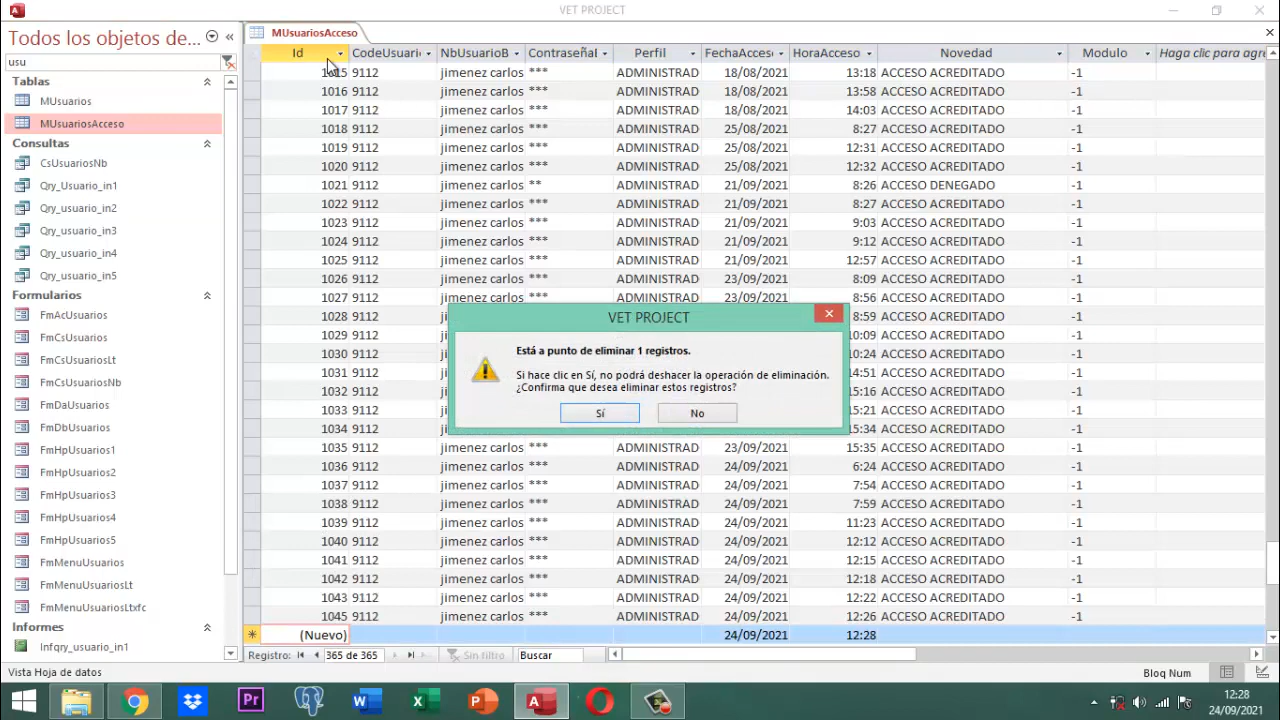 VET PROJECT
Todos los objetos de...
MUsuariosAcceso
usu
Id CodeUsuari NbUsuarioB Contraseñal Perfil FechaAcceso HoraAcceso Novedad Modulo Haga clic para agre
Tablas
MUsuarios
MUsuariosAcceso
Consultas
CsUsuariosNb
Qry_Usuario_in1
Qry_usuario_in2
Qry_usuario_in3
Qry_usuario_in4
Qry_usuario_in5
Formularios
FmAcUsuarios
FmCsUsuarios
FmCsUsuariosLt
FmCsUsuariosNb
FmDaUsuarios
FmDbUsuarios
FmHpUsuarios1
FmHpUsuarios2
FmHpUsuarios3
FmHpUsuarios4
FmHpUsuarios5
FmMenuUsuarios
FmMenuUsuariosLt
FmMenuUsuariosLtxfc
Informes
Infqry_usuario_in1
1015 9112 jimenez carlos *** ADMINISTRAD 18/08/2021 13:18 ACCESO ACREDITADO -1
1016 9112 jimenez carlos *** ADMINISTRAD 18/08/2021 13:58 ACCESO ACREDITADO -1
1017 9112 jimenez carlos *** ADMINISTRAD 18/08/2021 14:03 ACCESO ACREDITADO -1
1018 9112 jimenez carlos *** ADMINISTRAD 25/08/2021 8:27 ACCESO ACREDITADO -1
1019 9112 jimenez carlos *** ADMINISTRAD 25/08/2021 12:31 ACCESO ACREDITADO -1
1020 9112 jimenez carlos *** ADMINISTRAD 25/08/2021 12:32 ACCESO ACREDITADO -1
1021 9112 jimenez carlos ** ADMINISTRAD 21/09/2021 8:26 ACCESO DENEGADO -1
1022 9112 jimenez carlos *** ADMINISTRAD 21/09/2021 8:27 ACCESO ACREDITADO -1
1023 9112 jimenez carlos *** ADMINISTRAD 21/09/2021 9:03 ACCESO ACREDITADO -1
1024 9112 jimenez carlos *** ADMINISTRAD 21/09/2021 9:12 ACCESO ACREDITADO -1
1025 9112 jimenez carlos *** ADMINISTRAD 21/09/2021 12:57 ACCESO ACREDITADO -1
1026 9112 jimenez carlos *** ADMINISTRAD 23/09/2021 8:09 ACCESO ACREDITADO -1
1027 9112 jimenez carlos *** ADMINISTRAD 23/09/2021 8:56 ACCESO ACREDITADO -1
1028 9112 8:59 ACCESO ACREDITADO -1
1029 9112 10:09 ACCESO ACREDITADO -1
1030 9112 10:24 ACCESO ACREDITADO -1
1031 9112 14:51 ACCESO ACREDITADO -1
1032 9112 15:16 ACCESO ACREDITADO -1
1033 9112 15:21 ACCESO ACREDITADO -1
1034 9112 15:34 ACCESO ACREDITADO -1
1035 9112 jimenez carlos *** ADMINISTRAD 23/09/2021 15:35 ACCESO ACREDITADO -1
1036 9112 jimenez carlos *** ADMINISTRAD 24/09/2021 6:24 ACCESO ACREDITADO -1
1037 9112 jimenez carlos *** ADMINISTRAD 24/09/2021 7:54 ACCESO ACREDITADO -1
1038 9112 jimenez carlos *** ADMINISTRAD 24/09/2021 7:59 ACCESO ACREDITADO -1
1039 9112 jimenez carlos *** ADMINISTRAD 24/09/2021 11:23 ACCESO ACREDITADO -1
1040 9112 jimenez carlos *** ADMINISTRAD 24/09/2021 12:12 ACCESO ACREDITADO -1
1041 9112 jimenez carlos *** ADMINISTRAD 24/09/2021 12:15 ACCESO ACREDITADO -1
1042 9112 jimenez carlos *** ADMINISTRAD 24/09/2021 12:18 ACCESO ACREDITADO -1
1043 9112 jimenez carlos *** ADMINISTRAD 24/09/2021 12:22 ACCESO ACREDITADO -1
1045 9112 jimenez carlos *** ADMINISTRAD 24/09/2021 12:26 ACCESO ACREDITADO -1
(Nuevo) 24/09/2021 12:28
VET PROJECT
Está a punto de eliminar 1 registros.
Si hace clic en Sí, no podrá deshacer la operación de eliminación.
¿Confirma que desea eliminar estos registros?
Sí No
Registro: 365 de 365 Sin filtro Buscar
Vista Hoja de datos Bloq Num
12:28
24/09/2021